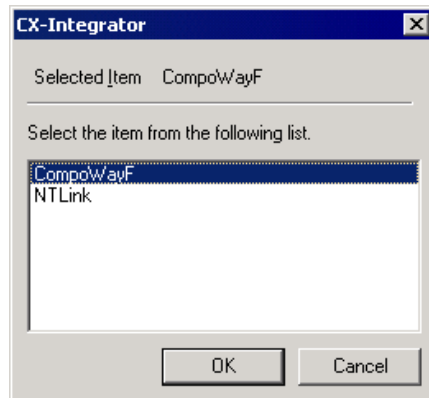 CX-Integrator
Selected Item CompoWayF
Select the item from the following list.
CompoWayF
NTLink
OK Cancel